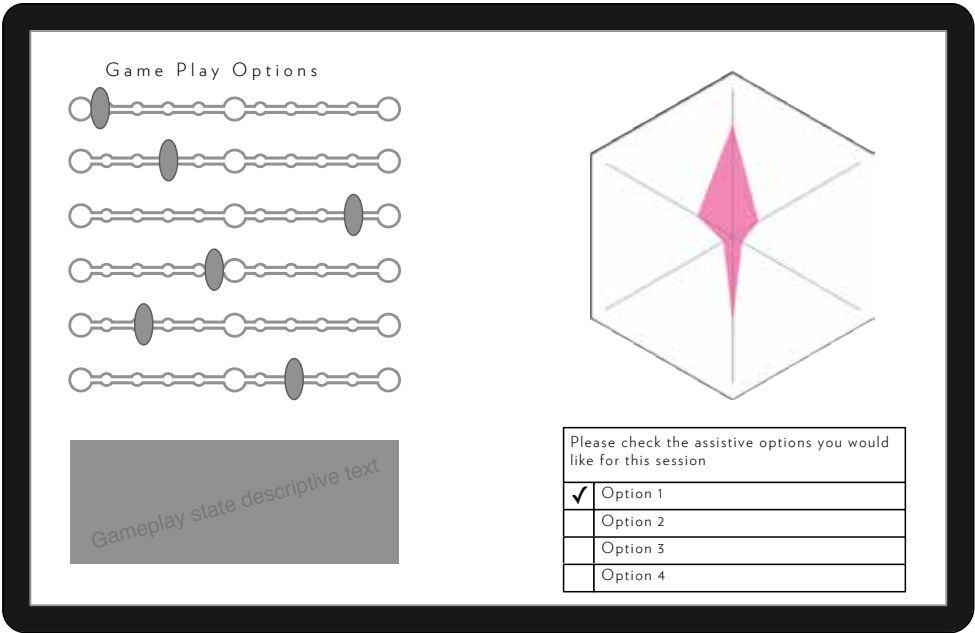 Game Play Options
Gameplay state descriptive text
Please check the assistive options you would
like for this session
Option 1
Option 2
Option 3
Option 4